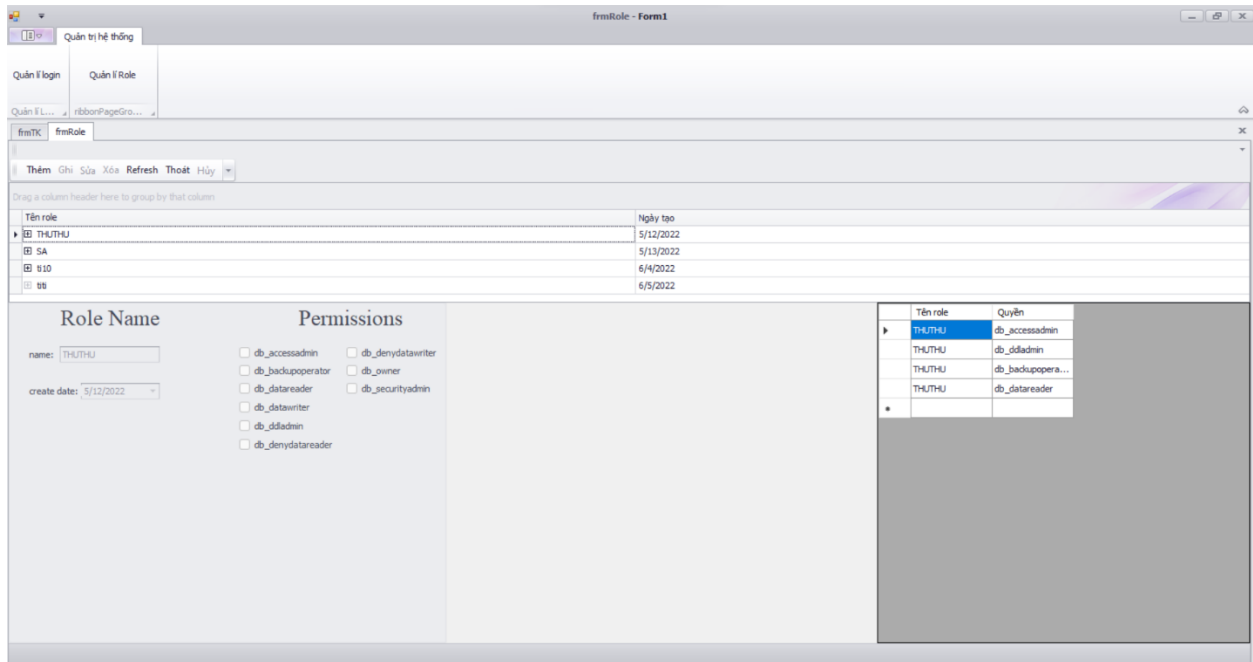 frmRole - Form1
Quản trị hệ thống
Quản lí login Quản lí Role
Quản lí L... ribbonPageGro...
frmTK frmRole
Thêm Ghi Sửa Xóa Refresh Thoát Hủy
Drag a column header here to group by that column
Tên role Ngày tạo
THUTHU 5/12/2022
SA 5/13/2022
ti10 6/4/2022
titi 6/5/2022
Role Name
name: THUTHU
create date: 5/12/2022
Permissions
db_accessadmin db_denydatawriter
db_backupoperator db_owner
db_datareader db_securityadmin
db_datawriter
db_ddladmin
db_denydatareader
Tên role Quyền
THUTHU db_accessadmin
THUTHU db_ddladmin
THUTHU db_backupopera...
THUTHU db_datareader